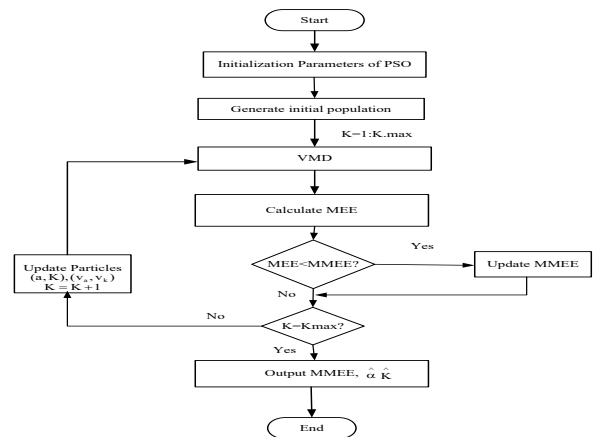 Start
Initialization Parameters of PSO
Generate initial population
K=1:K.max
VMD
Calculate MEE
MEE<MMEE?
Yes
Update MMEE
Update Particles
(a, K),(vₐ, vₖ)
K = K +1
No
No
K=Kmax?
Yes
Output MMEE, α̂ K̂
End